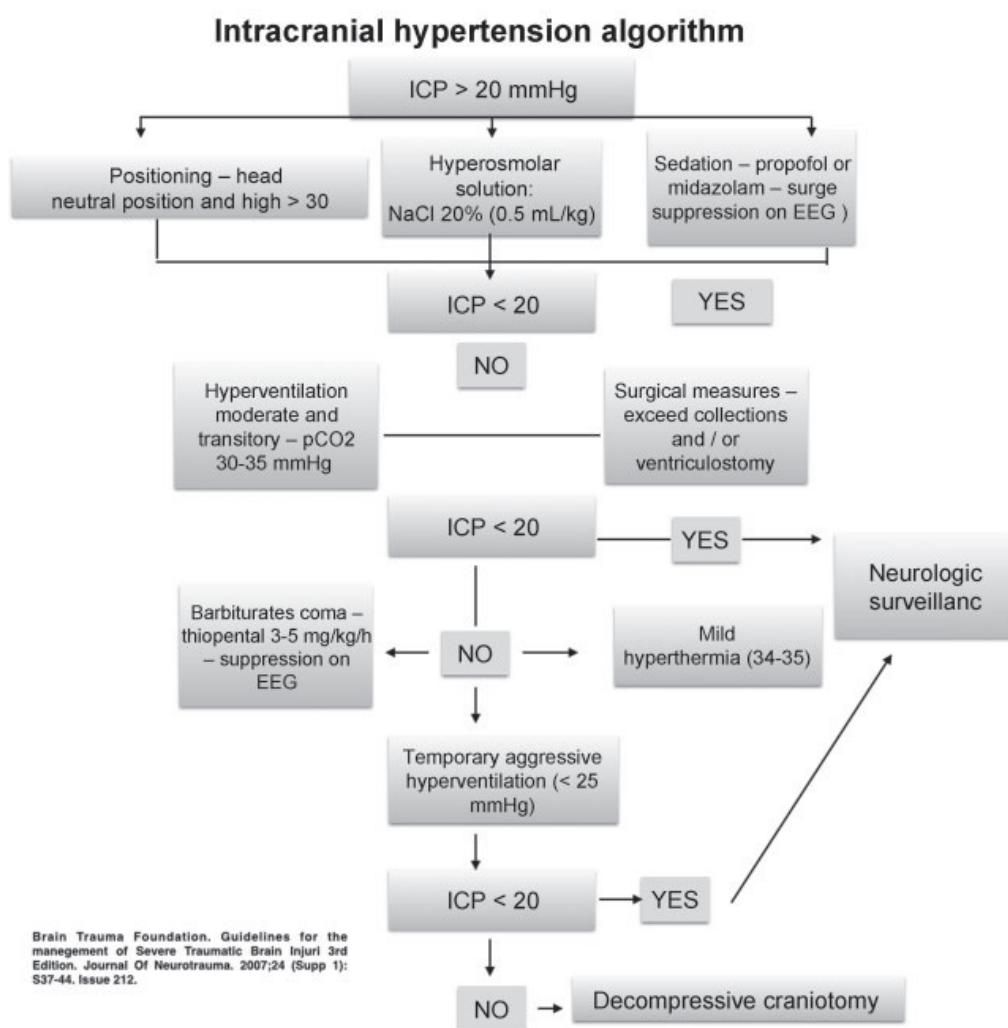 Intracranial hypertension algorithm
ICP > 20 mmHg
Positioning – head
neutral position and high > 30
Hyperosmolar
solution:
NaCl 20% (0.5 mL/kg)
Sedation – propofol or
midazolam – surge
suppression on EEG )
ICP < 20
YES
NO
Hyperventilation
moderate and
transitory – pCO2
30-35 mmHg
Surgical measures –
exceed collections
and / or
ventriculostomy
ICP < 20
YES
Neurologic
surveillanc
Barbiturates coma –
thiopental 3-5 mg/kg/h
– suppression on
EEG
NO
Mild
hyperthermia (34-35)
Temporary aggressive
hyperventilation (< 25
mmHg)
ICP < 20
YES
Brain Trauma Foundation. Guidelines for the
manegement of Severe Traumatic Brain Injuri 3rd
Edition. Journal Of Neurotrauma. 2007;24 (Supp 1):
S37-44. Issue 212.
NO
Decompressive craniotomy